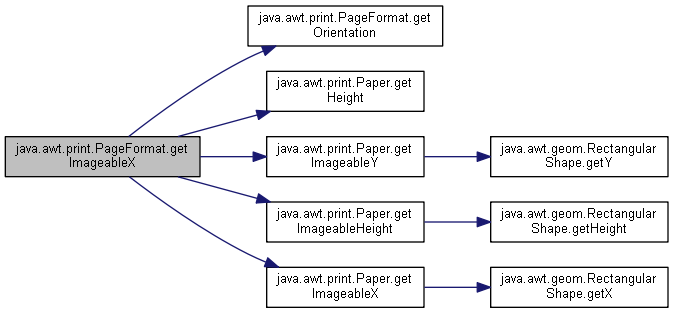 java.awt.print.PageFormat.get
Orientation
java.awt.print.Paper.get
Height
java.awt.print.PageFormat.get
ImageableX
java.awt.print.Paper.get
ImageableY
java.awt.geom.Rectangular
Shape.getY
java.awt.print.Paper.get
ImageableHeight
java.awt.geom.Rectangular
Shape.getHeight
java.awt.print.Paper.get
ImageableX
java.awt.geom.Rectangular
Shape.getX